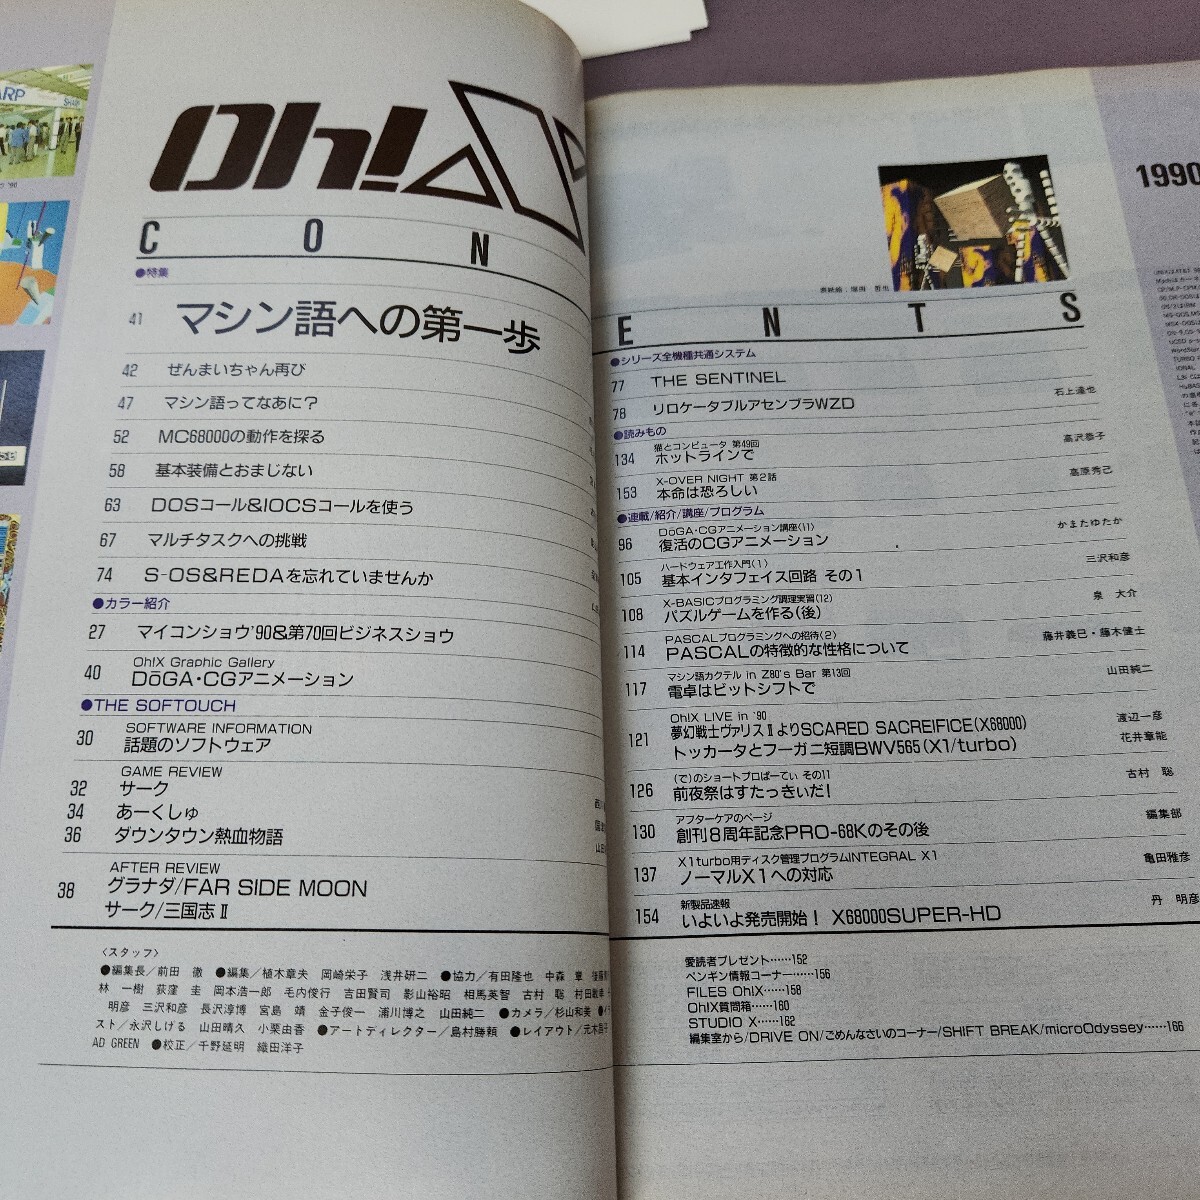 Oh!X
CON
●特集
41 マシン語への第一歩
42 ぜんまいちゃん再び
47 マシン語ってなあに?
52 MC68000の動作を探る
58 基本装備とおまじない
63 DOSコール&IOCSコールを使う
67 マルチタスクへの挑戦
74 S-OS&REDAを忘れていませんか
●カラー紹介
27 マイコンショウ'90&第70回ビジネスショウ
Oh!X Graphic Gallery
40 DōGA・CGアニメーション
●THE SOFTOUCH
SOFTWARE INFORMATION
30 話題のソフトウェア
GAME REVIEW
32 サーク
34 あーくしゅ
36 ダウンタウン熱血物語
AFTER REVIEW
38 グラナダ/FAR SIDE MOON
サーク/三国志Ⅱ
〈スタッフ〉
●編集長/前田 徹 ●編集/植木章夫 岡崎栄子 浅井研二 ●協力/有田隆也 中森 章
林 一樹 荻窪 圭 岡本浩一郎 毛内俊行 吉田賢司 影山裕昭 相馬英智 古村 聡
明彦 三沢和彦 長沢淳博 宮島 靖 金子俊一 浦川博之 山田純二 ●カメラ/杉山和美
スト/永沢しげる 山田晴久 小栗由香 ●アートディレクター/島村勝頼 ●レイアウト/元木
AD GREEN ●校正/千野延明 織田洋子
1990
ENTS
●シリーズ全機種共通システム
77 THE SENTINEL
78 リロケータブルアセンブラWZD 石上達也
●読みもの
猫とコンピュータ 第49回
134 ホットラインで 高沢恭子
X-OVER NIGHT 第2話
153 本命は恐ろしい 高原秀己
●連載/紹介/講座/プログラム
DōGA・CGアニメーション講座(11)
96 復活のCGアニメーション かまたゆたか
ハードウェア工作入門(1)
105 基本インタフェイス回路 その1 三沢和彦
X-BASICプログラミング調理実習(12)
108 パズルゲームを作る(後) 泉 大介
PASCALプログラミングへの招待(2)
114 PASCALの特徴的な性格について 藤井義巳・藤木健士
マシン語カクテル in Z80's Bar 第13回
117 電卓はビットシフトで 山田純二
Oh!X LIVE in '90
121 夢幻戦士ヴァリスⅡよりSCARED SACREIFICE(X68000) 渡辺一彦
トッカータとフーガニ短調BWV565(X1/turbo) 花井章能
(で)のショートプロぱーてぃ その11
126 前夜祭はすたっきぃだ! 古村 聡
アフターケアのページ
130 創刊8周年記念PRO-68Kのその後 編集部
X1turbo用ディスク管理プログラムINTEGRAL X1
137 ノーマルX1への対応 亀田雅彦
新製品速報
154 いよいよ発売開始! X68000SUPER-HD 丹 明彦
愛読者プレゼント……152
ペンギン情報コーナー……156
FILES Oh!X……158
Oh!X質問箱……160
STUDIO X……162
編集室から/DRIVE ON/ごめんなさいのコーナー/SHIFT BREAK/microOdyssey……166